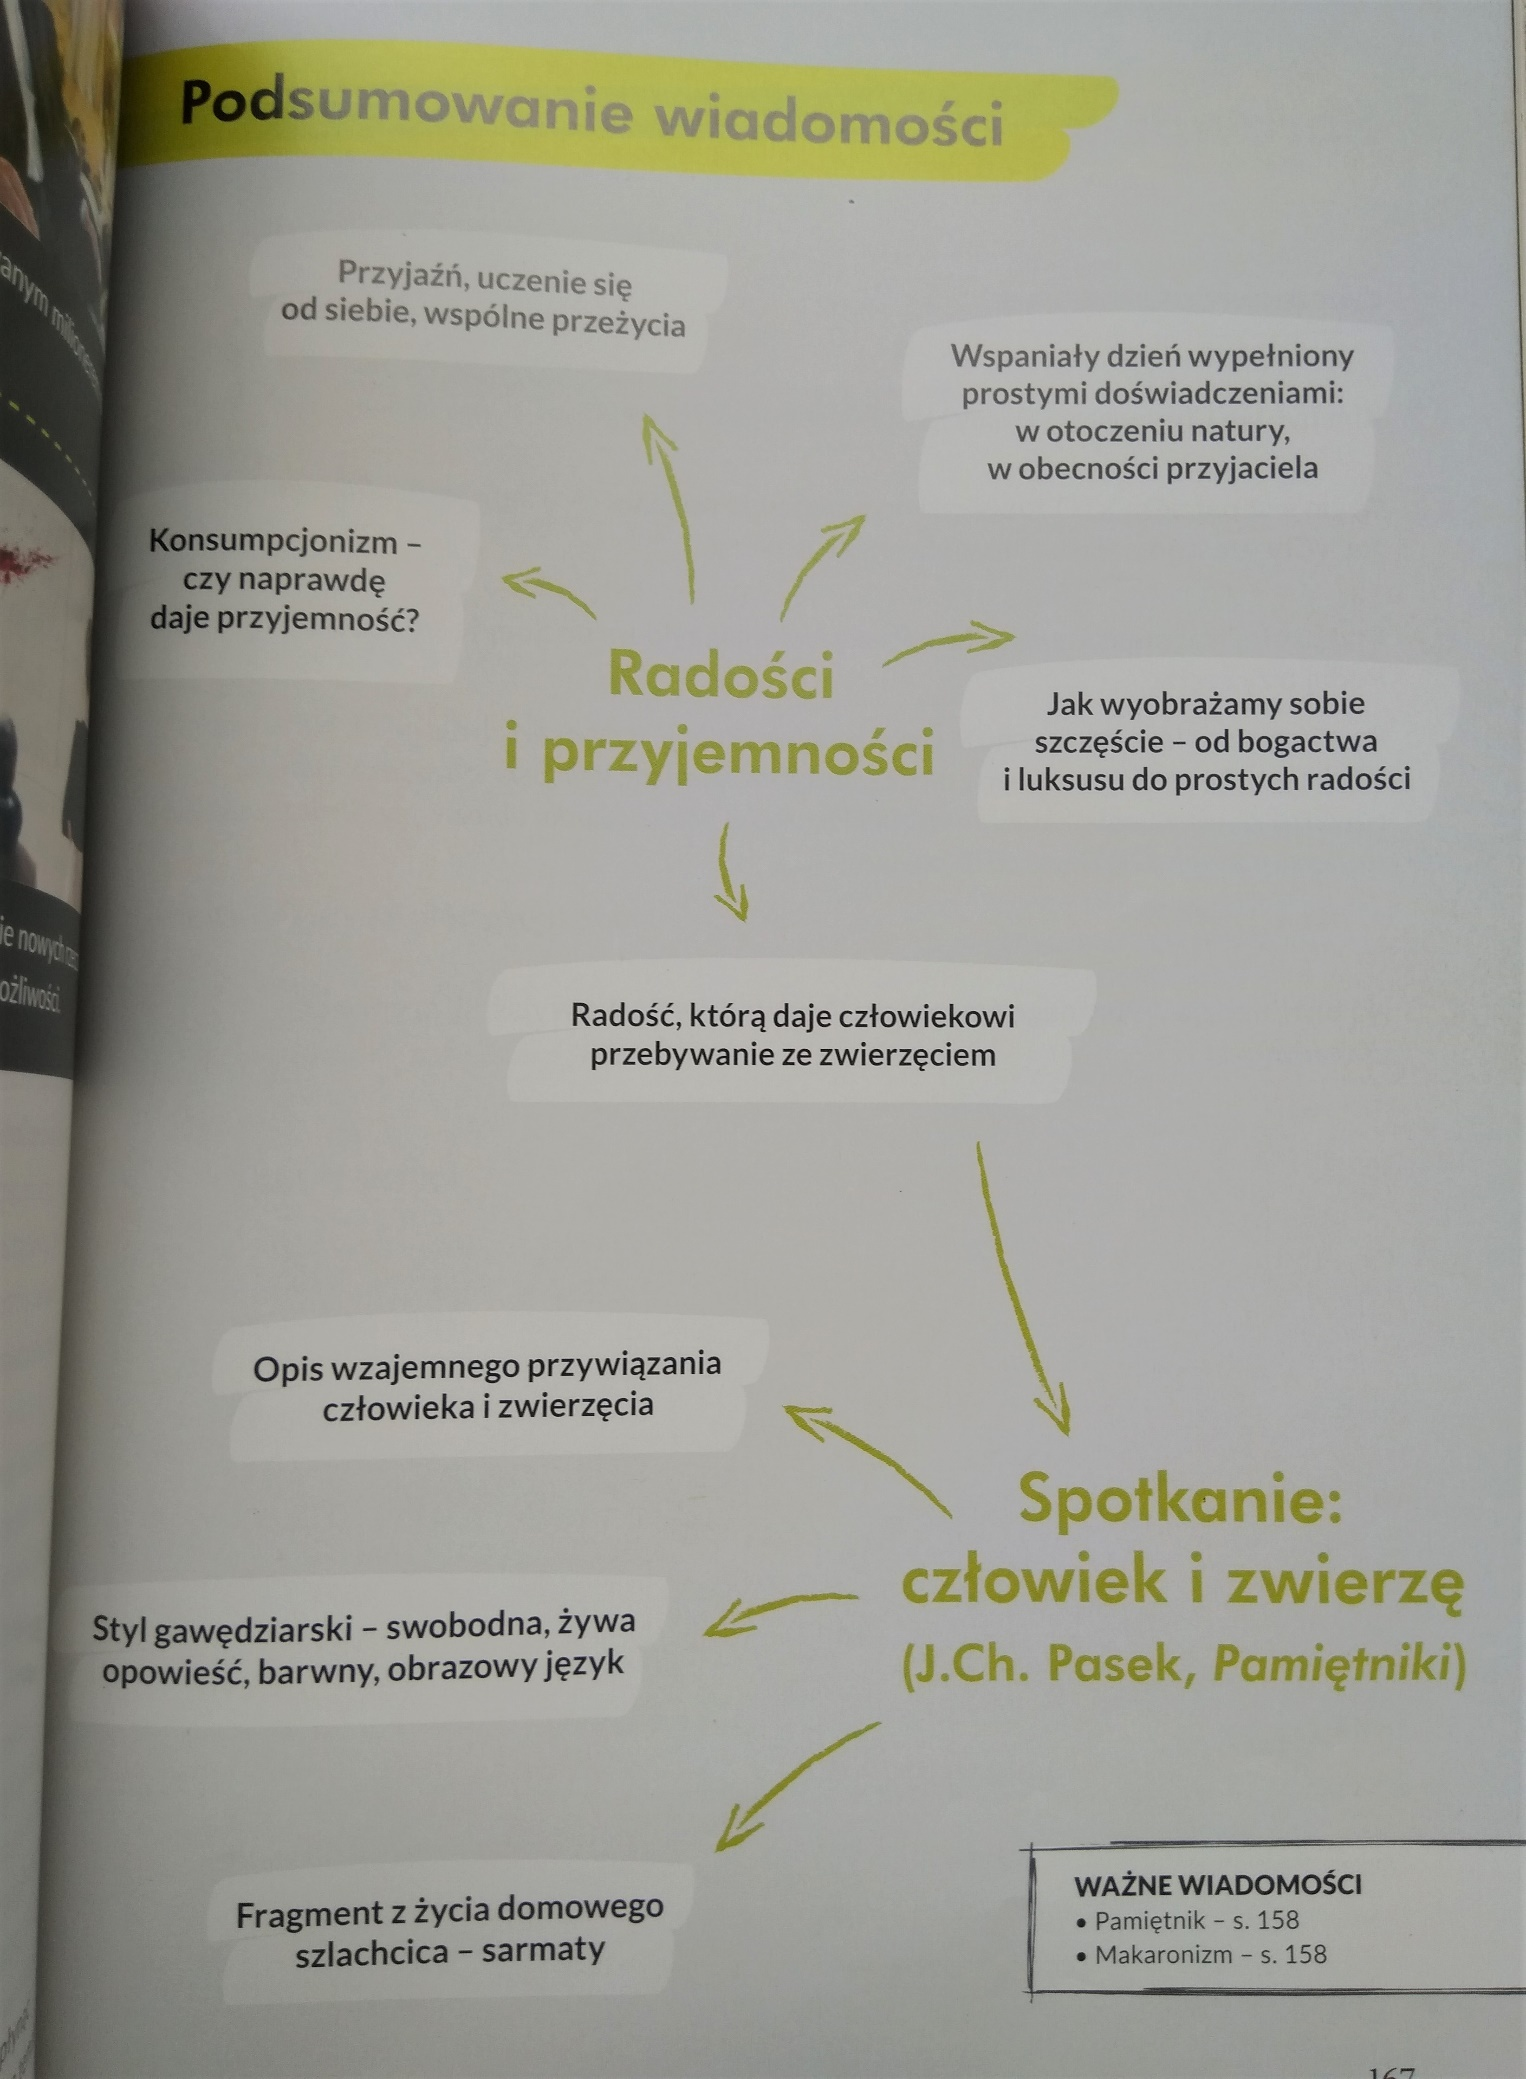 Podsumowanie wiadomości
Przyjaźń, uczenie się
od siebie, wspólne przeżycia
Wspaniały dzień wypełniony
prostymi doświadczeniami:
w otoczeniu natury,
w obecności przyjaciela
Konsumpcjonizm –
czy naprawdę
daje przyjemność?
Radości
i przyjemności
Jak wyobrażamy sobie
szczęście – od bogactwa
i luksusu do prostych radości
Radość, którą daje człowiekowi
przebywanie ze zwierzęciem
Opis wzajemnego przywiązania
człowieka i zwierzęcia
Spotkanie:
człowiek i zwierzę
(J.Ch. Pasek, Pamiętniki)
Styl gawędziarski – swobodna, żywa
opowieść, barwny, obrazowy język
Fragment z życia domowego
szlachcica – sarmaty
WAŻNE WIADOMOŚCI
• Pamiętnik – s. 158
• Makaronizm – s. 158
167
ie nowych